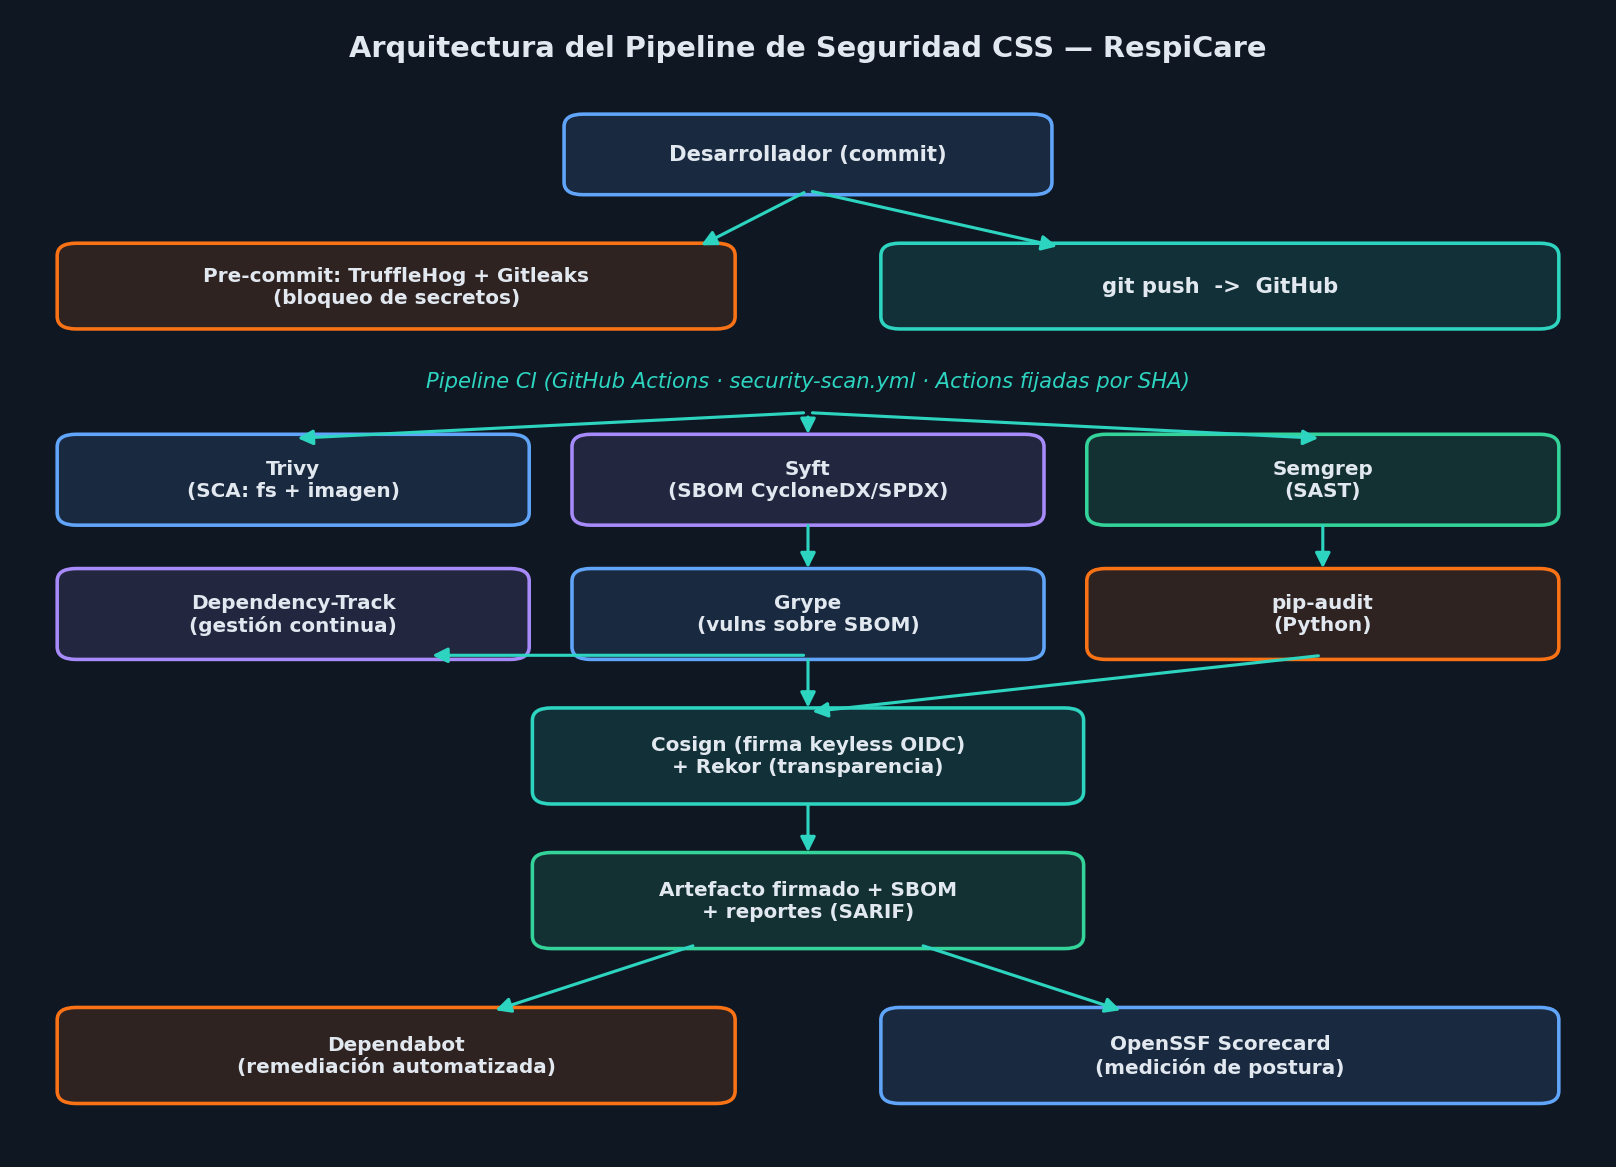 Arquitectura del Pipeline de Seguridad CSS — RespiCare
Desarrollador (commit)
Pre-commit: TruffleHog + Gitleaks
(bloqueo de secretos)
git push  ->  GitHub
Pipeline CI (GitHub Actions · security-scan.yml · Actions fijadas por SHA)
Trivy
(SCA: fs + imagen)
Syft
(SBOM CycloneDX/SPDX)
Semgrep
(SAST)
Dependency-Track
(gestión continua)
Grype
(vulns sobre SBOM)
pip-audit
(Python)
Cosign (firma keyless OIDC)
+ Rekor (transparencia)
Artefacto firmado + SBOM
+ reportes (SARIF)
Dependabot
(remediación automatizada)
OpenSSF Scorecard
(medición de postura)